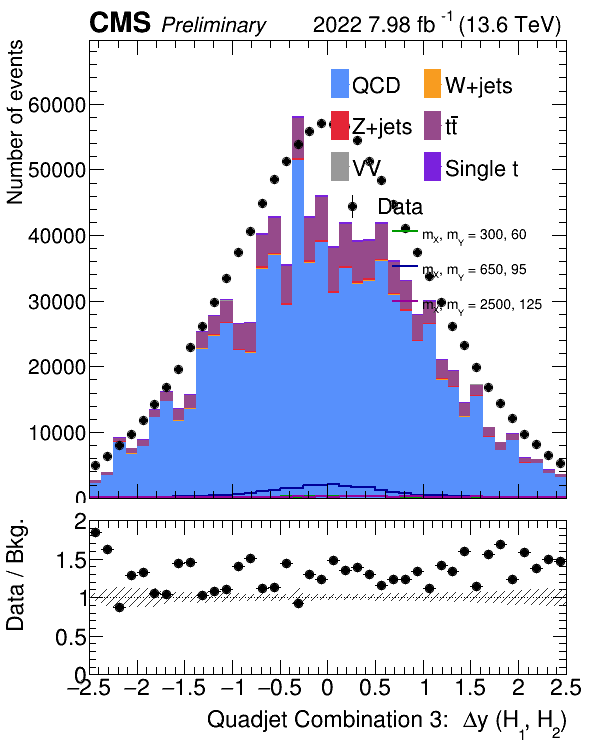 CMS Preliminary 2022 7.98 fb⁻¹ (13.6 TeV)
Number of events
60000
50000
40000
30000
20000
10000
0
QCD W+jets
Z+jets tt̄
VV Single t
Data
mX, mY = 300, 60
mX, mY = 650, 95
mX, mY = 2500, 125
Data / Bkg.
2
1.5
1
0.5
0
−2.5 −2 −1.5 −1 −0.5 0 0.5 1 1.5 2 2.5
Quadjet Combination 3: Δy (H₁, H₂)